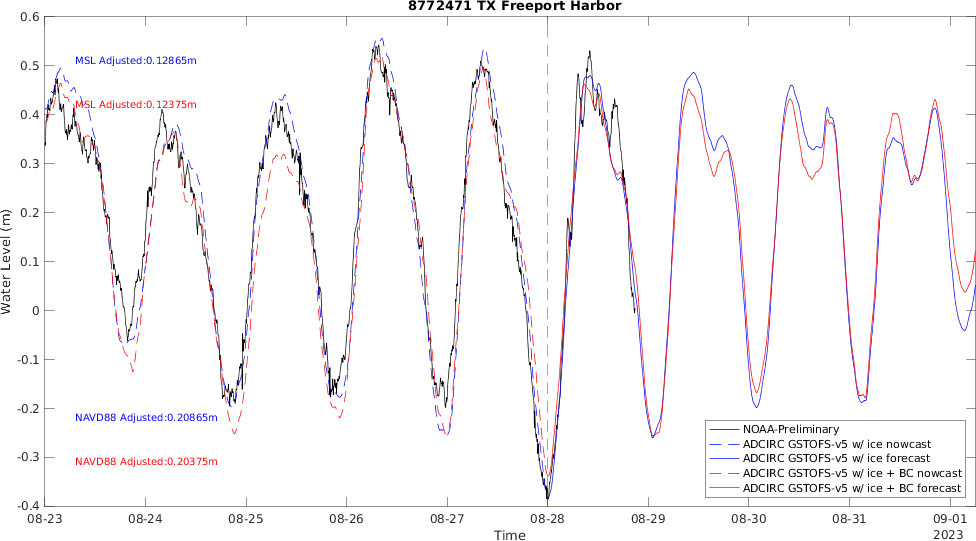 8772471 TX Freeport Harbor
0.6
0.5
0.4
0.3
0.2
0.1
0
-0.1
-0.2
-0.3
-0.4
Water Level (m)
MSL Adjusted:0.12865m
MSL Adjusted:0.12375m
NAVD88 Adjusted:0.20865m
NAVD88 Adjusted:0.20375m
NOAA-Preliminary
ADCIRC GSTOFS-v5 w/ ice nowcast
ADCIRC GSTOFS-v5 w/ ice forecast
ADCIRC GSTOFS-v5 w/ ice + BC nowcast
ADCIRC GSTOFS-v5 w/ ice + BC forecast
08-23 08-24 08-25 08-26 08-27 08-28 08-29 08-30 08-31 09-01
Time
2023